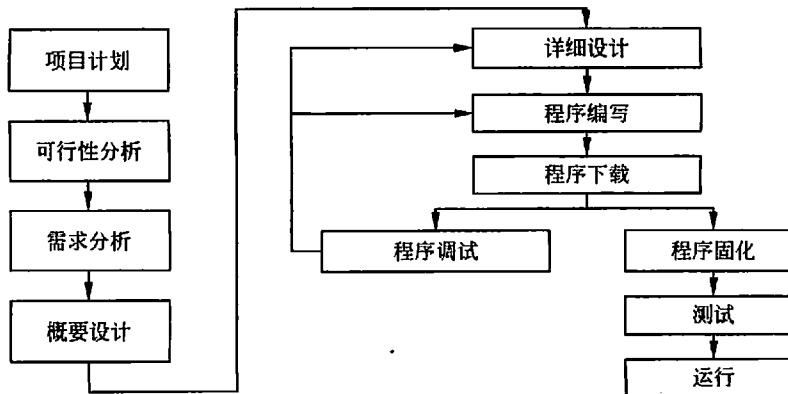 项目计划
可行性分析
需求分析
概要设计
详细设计
程序编写
程序下载
程序调试
程序固化
测试
运行